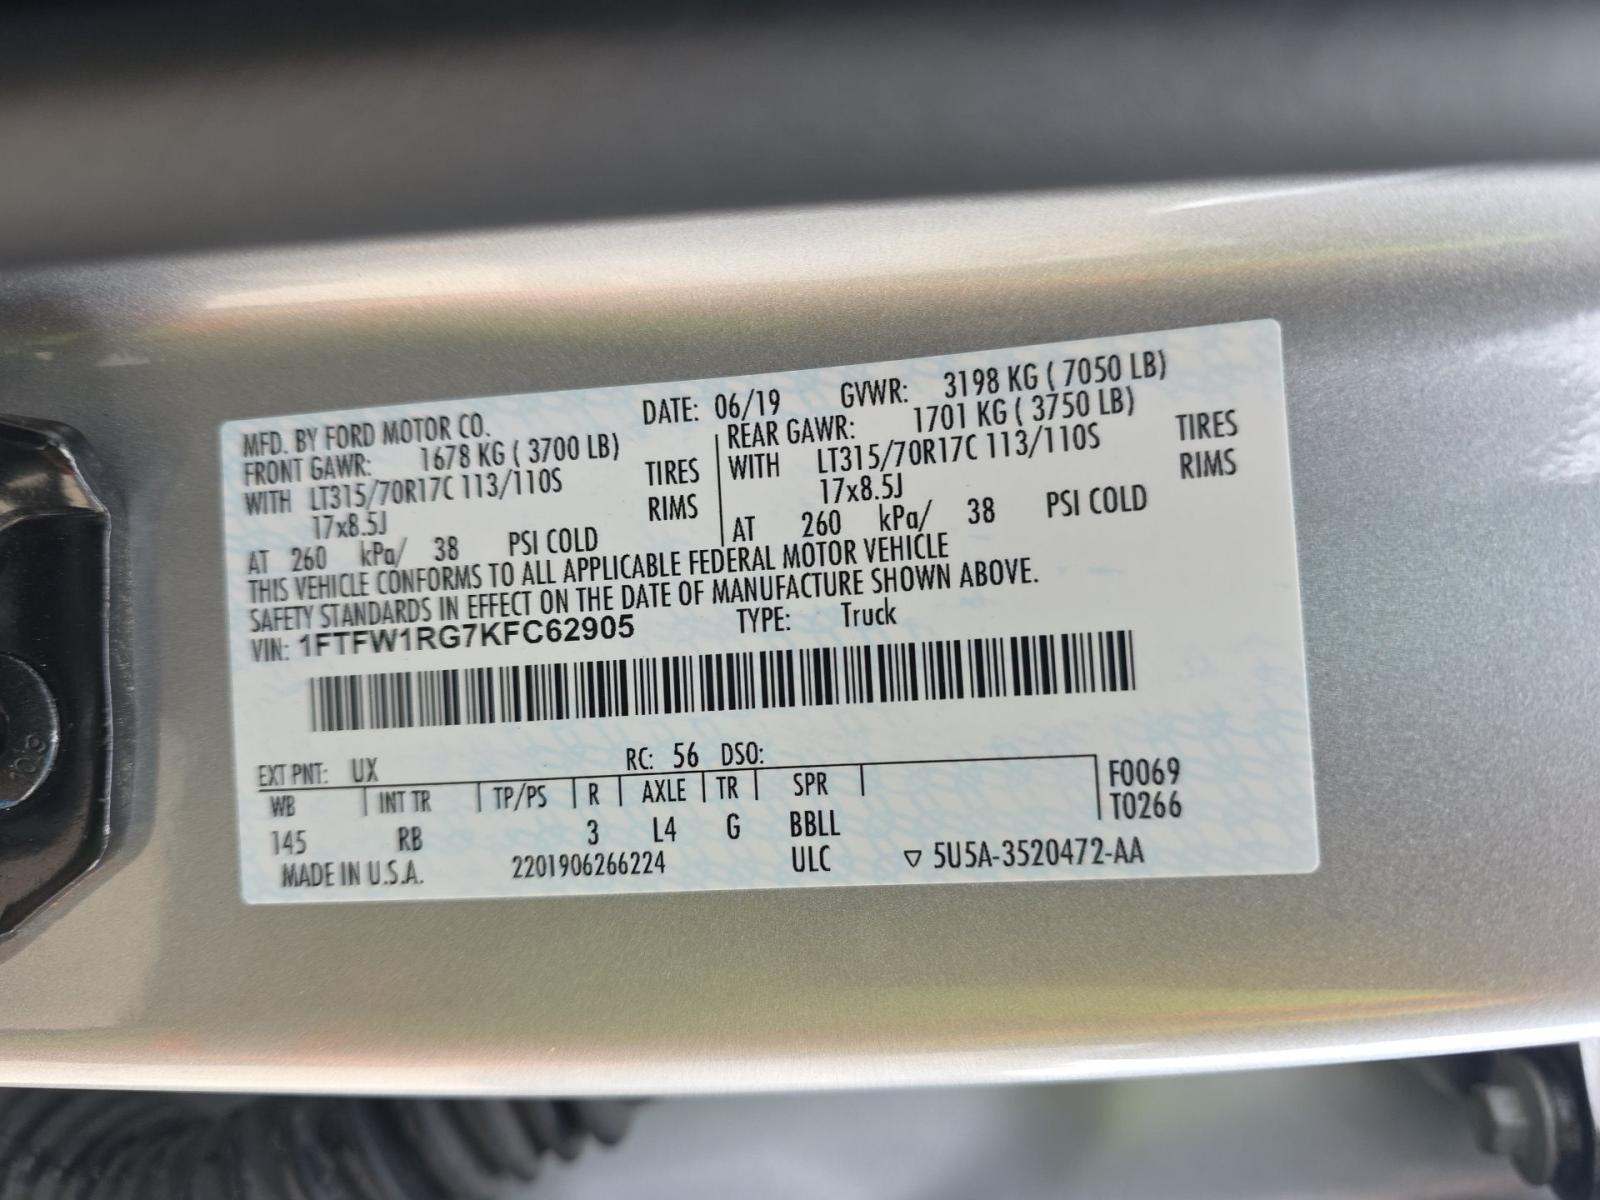 MFD. BY FORD MOTOR CO. DATE: 06/19 GVWR: 3198 KG ( 7050 LB)
FRONT GAWR: 1678 KG ( 3700 LB) REAR GAWR: 1701 KG ( 3750 LB)
WITH LT315/70R17C 113/110S TIRES WITH LT315/70R17C 113/110S TIRES
17x8.5J RIMS 17x8.5J RIMS
AT 260 kPa/ 38 PSI COLD AT 260 kPa/ 38 PSI COLD
THIS VEHICLE CONFORMS TO ALL APPLICABLE FEDERAL MOTOR VEHICLE
SAFETY STANDARDS IN EFFECT ON THE DATE OF MANUFACTURE SHOWN ABOVE.
VIN: 1FTFW1RG7KFC62905 TYPE: Truck
EXT PNT: UX RC: 56 DSO:
WB INT TR TP/PS R AXLE TR SPR F0069
T0266
145 RB 3 L4 G BBLL
MADE IN U.S.A. 2201906266224 ULC ▽ 5U5A-3520472-AA